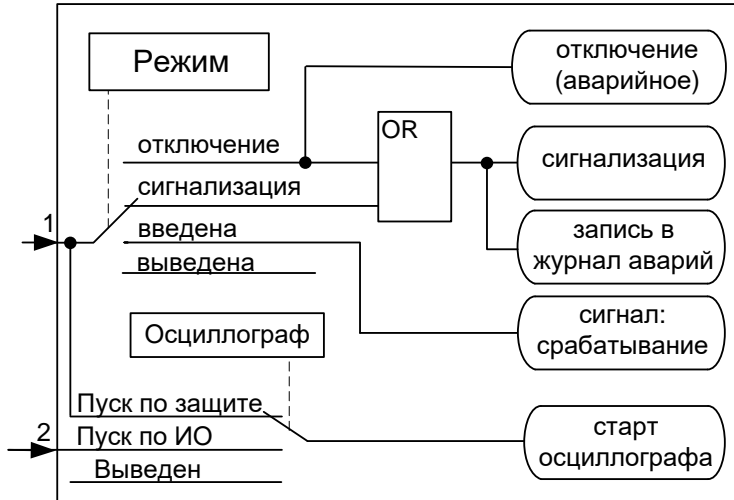 Режим
отключение
(аварийное)
OR
отключение
сигнализация
сигнализация
1
введена
запись в
журнал аварий
выведена
сигнал:
срабатывание
Осциллограф
Пуск по защите
2
Пуск по ИО
старт
осциллографа
Выведен